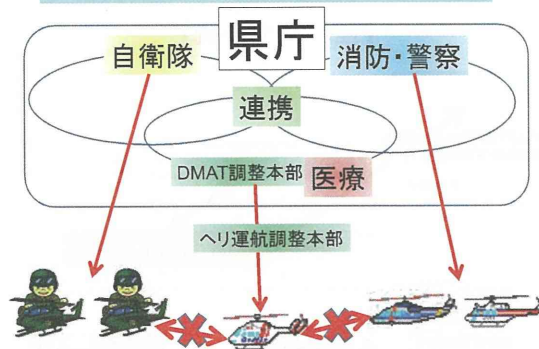 県庁
自衛隊
消防・警察
連携
DMAT調整本部
医療
ヘリ運航調整本部